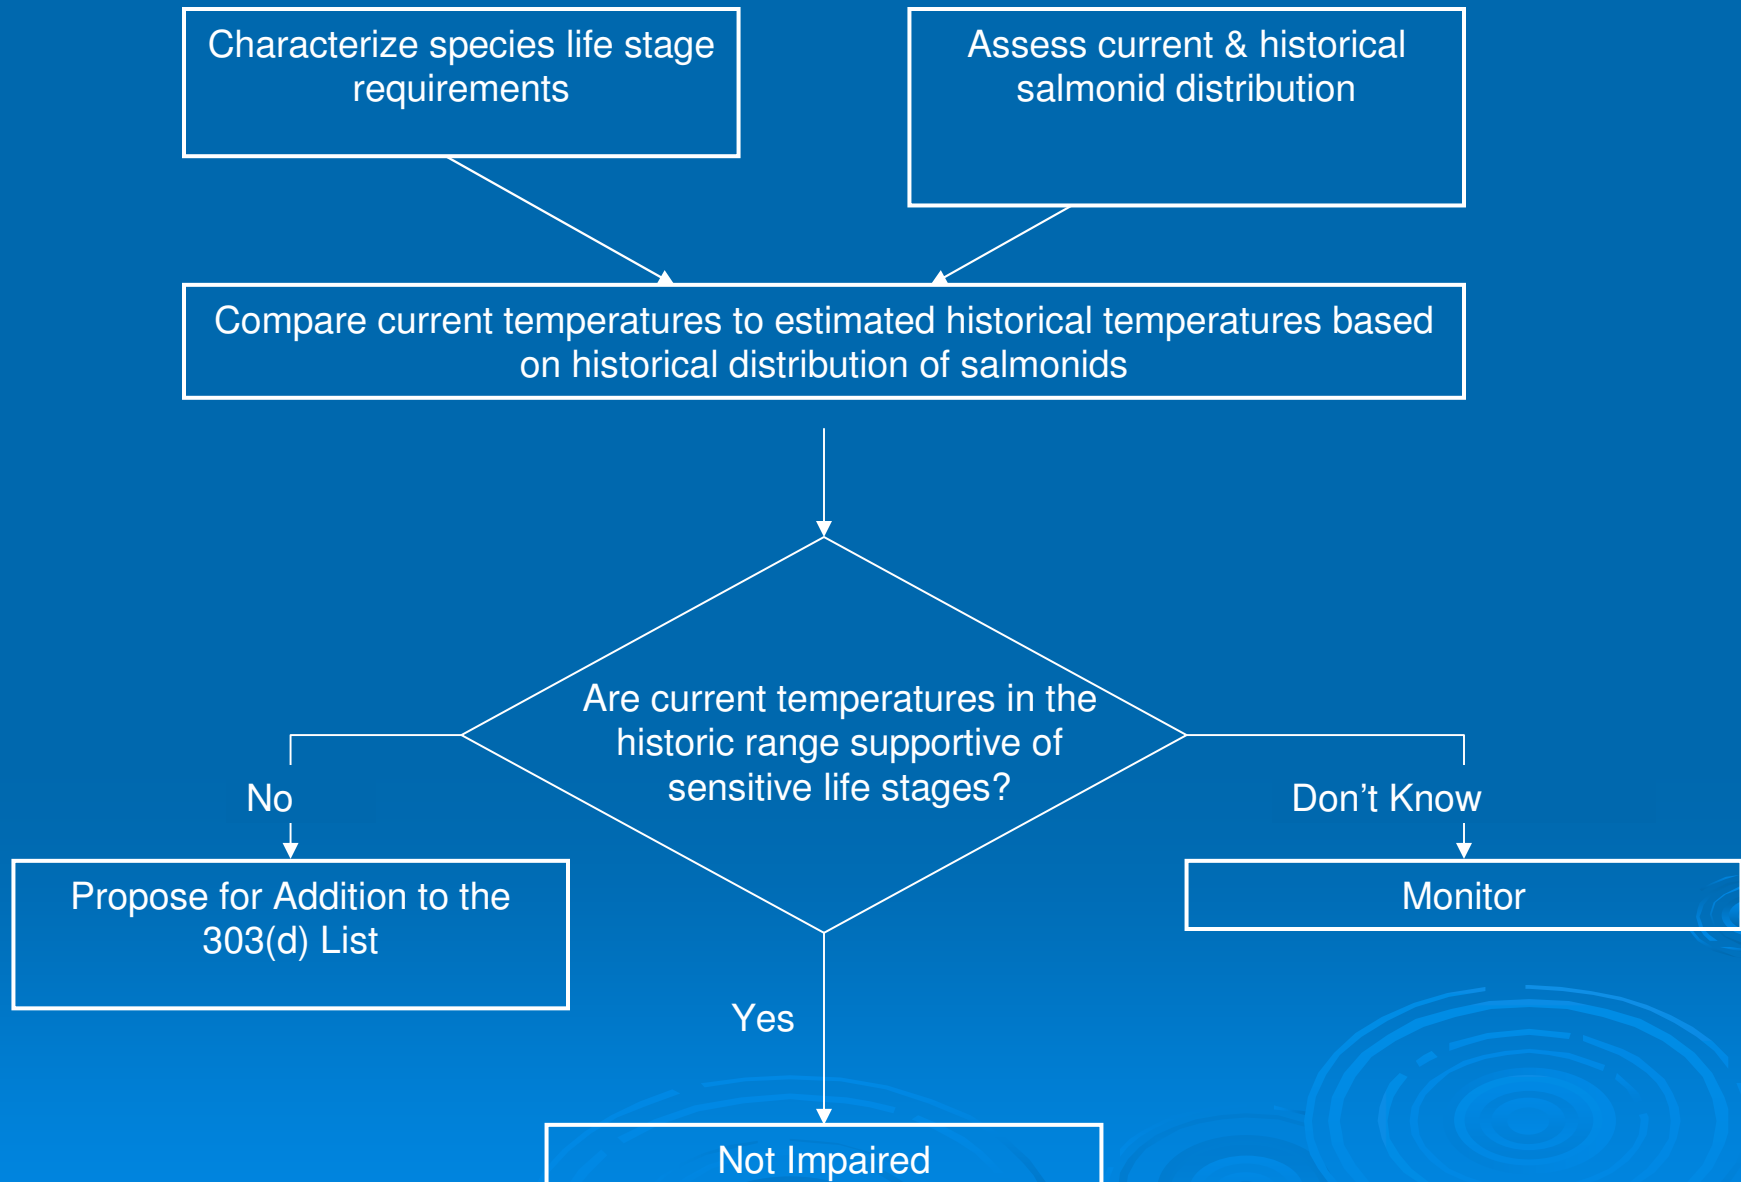 Characterize species life stage
requirements
Assess current & historical
salmonid distribution
Compare current temperatures to estimated historical temperatures based
on historical distribution of salmonids
Are current temperatures in the
historic range supportive of
sensitive life stages?
No
Don’t Know
Propose for Addition to the
303(d) List
Monitor
Yes
Not Impaired